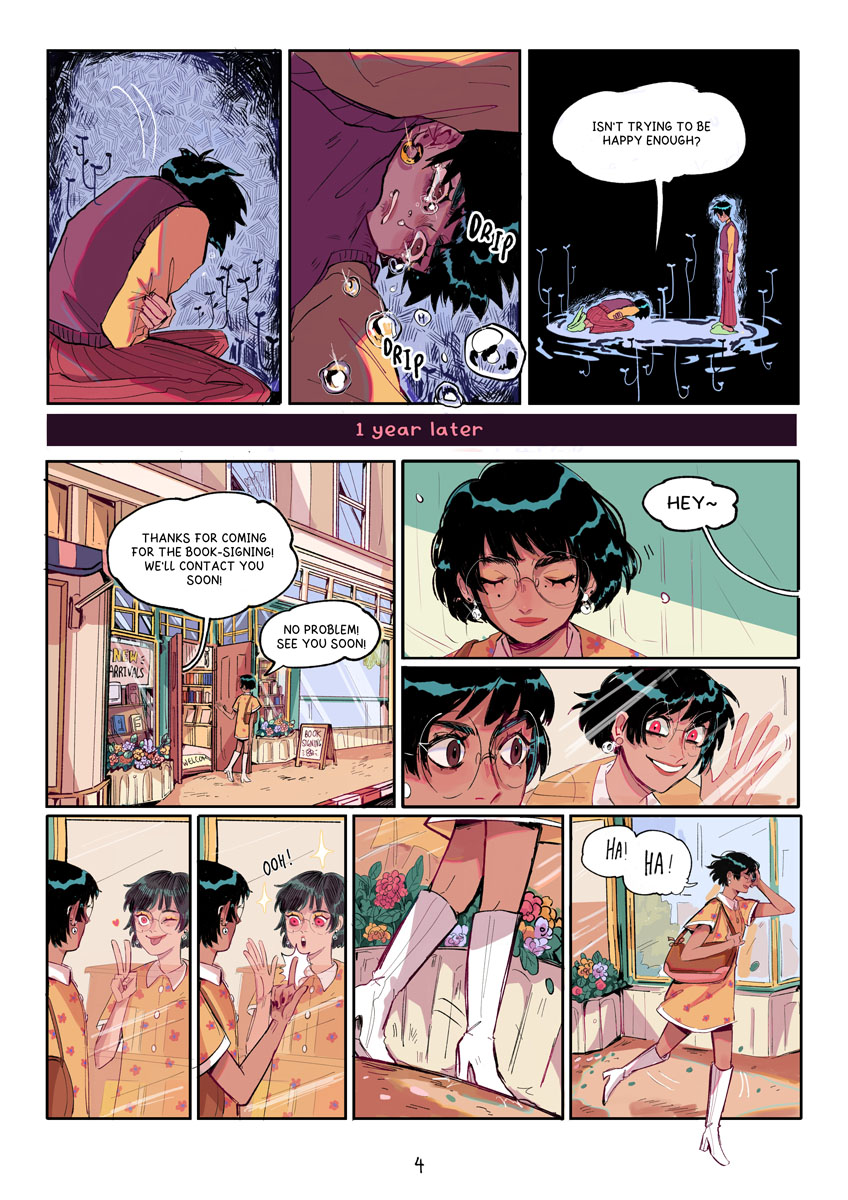 DRIP
DRIP
ISN'T TRYING TO BE
HAPPY ENOUGH?
1 year later
THANKS FOR COMING
FOR THE BOOK-SIGNING!
WE'LL CONTACT YOU
SOON!
NO PROBLEM!
SEE YOU SOON!
NEW
ARRIVALS
WELCOME
BOOK
SIGNING
HEY~
OOH!
HA! HA!
4